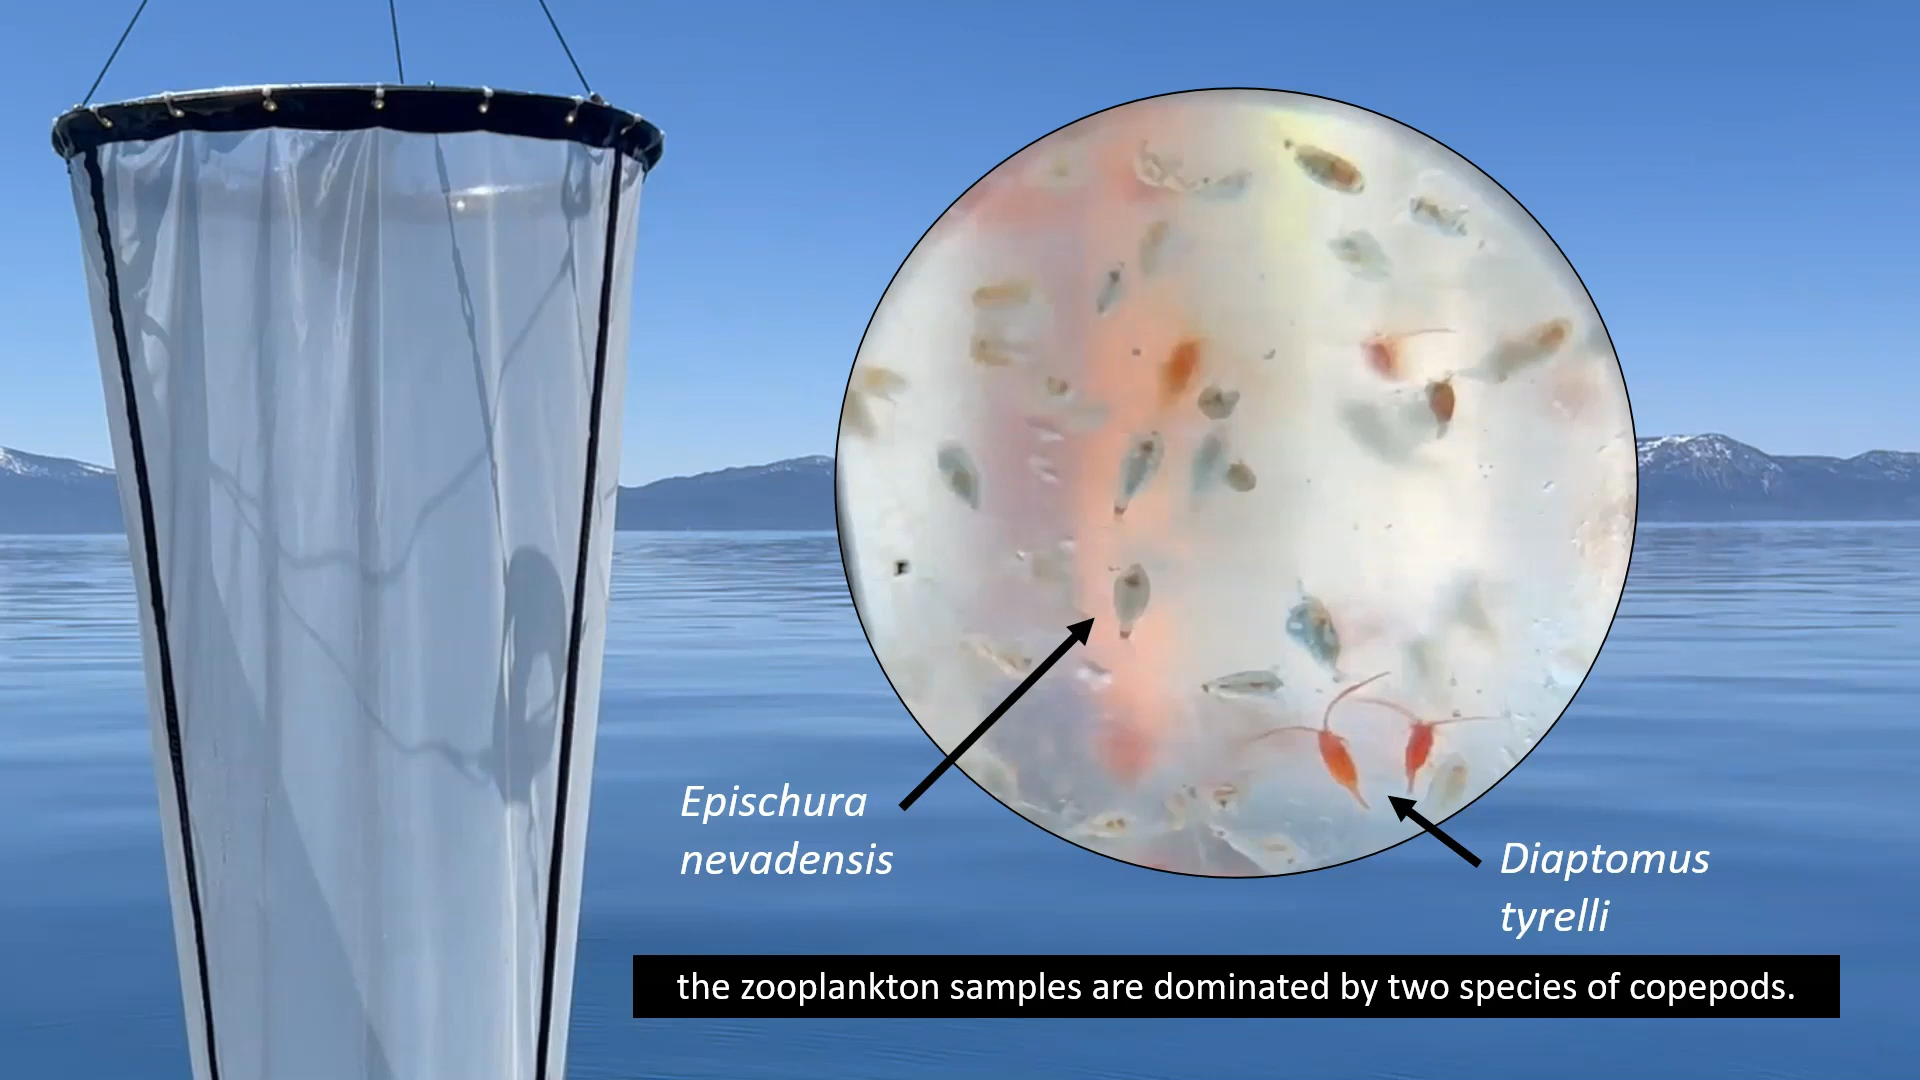 Epischura
nevadensis
Diaptomus
tyrelli
the zooplankton samples are dominated by two species of copepods.